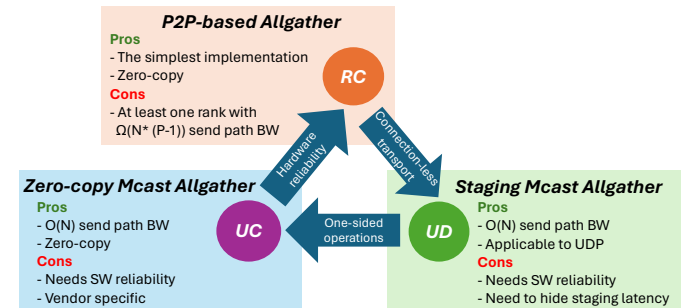 P2P-based Allgather
Pros
- The simplest implementation
- Zero-copy
Cons
- At least one rank with
Ω(N* (P-1)) send path BW
RC
Hardware
reliability
Connection-less
transport
Zero-copy Mcast Allgather
Pros
- O(N) send path BW
- Zero-copy
Cons
- Needs SW reliability
- Vendor specific
UC
One-sided
operations
UD
Staging Mcast Allgather
Pros
- O(N) send path BW
- Applicable to UDP
Cons
- Needs SW reliability
- Need to hide staging latency